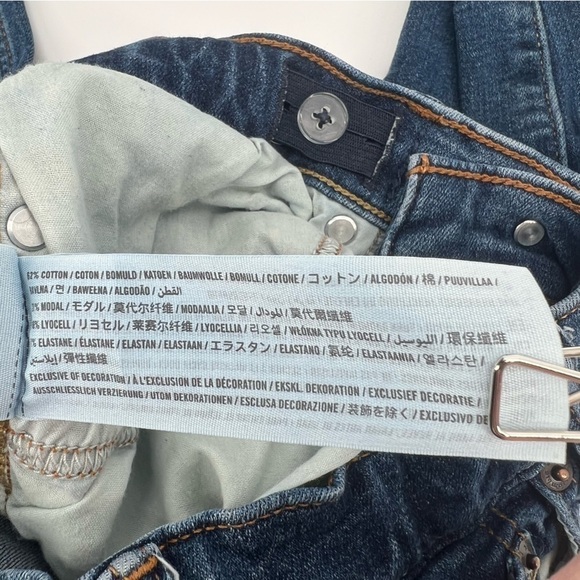 COTTON / COTON / BOMULD / KATOEN / BAUMWOLLE / BOMULL / COTONE / コットン / ALGODÓN / 棉 / PUUVILLAA /
/ 면 / BAWEŁNA / ALGODÃO / القطن
MODAL / モダル / 莫代尔纤维 / MODAALIA / 모달 / المودال / 莫代爾纖維
LYOCELL / リヨセル / 莱赛尔纤维 / LYOCELLIA / 리오셀 / WŁÓKNA TYPU LYOCELL / الليوسيل / 環保纖維
ELASTANE / ÉLASTANE / ELASTAN / ELASTAAN / エラスタン / ELASTANO / 氨纶 / ELASTAANIA / 엘라스탄 /
إيلاستين / 彈性纖維
EXCLUSIVE OF DECORATION / À L'EXCLUSION DE LA DÉCORATION / EKSKL. DEKORATION / EXCLUSIEF DECORATIE /
AUSSCHLIESSLICH VERZIERUNG / UTOM DEKORATIONEN / ESCLUSA DECORAZIONE / 装飾を除く / EXCLUSIVO DE